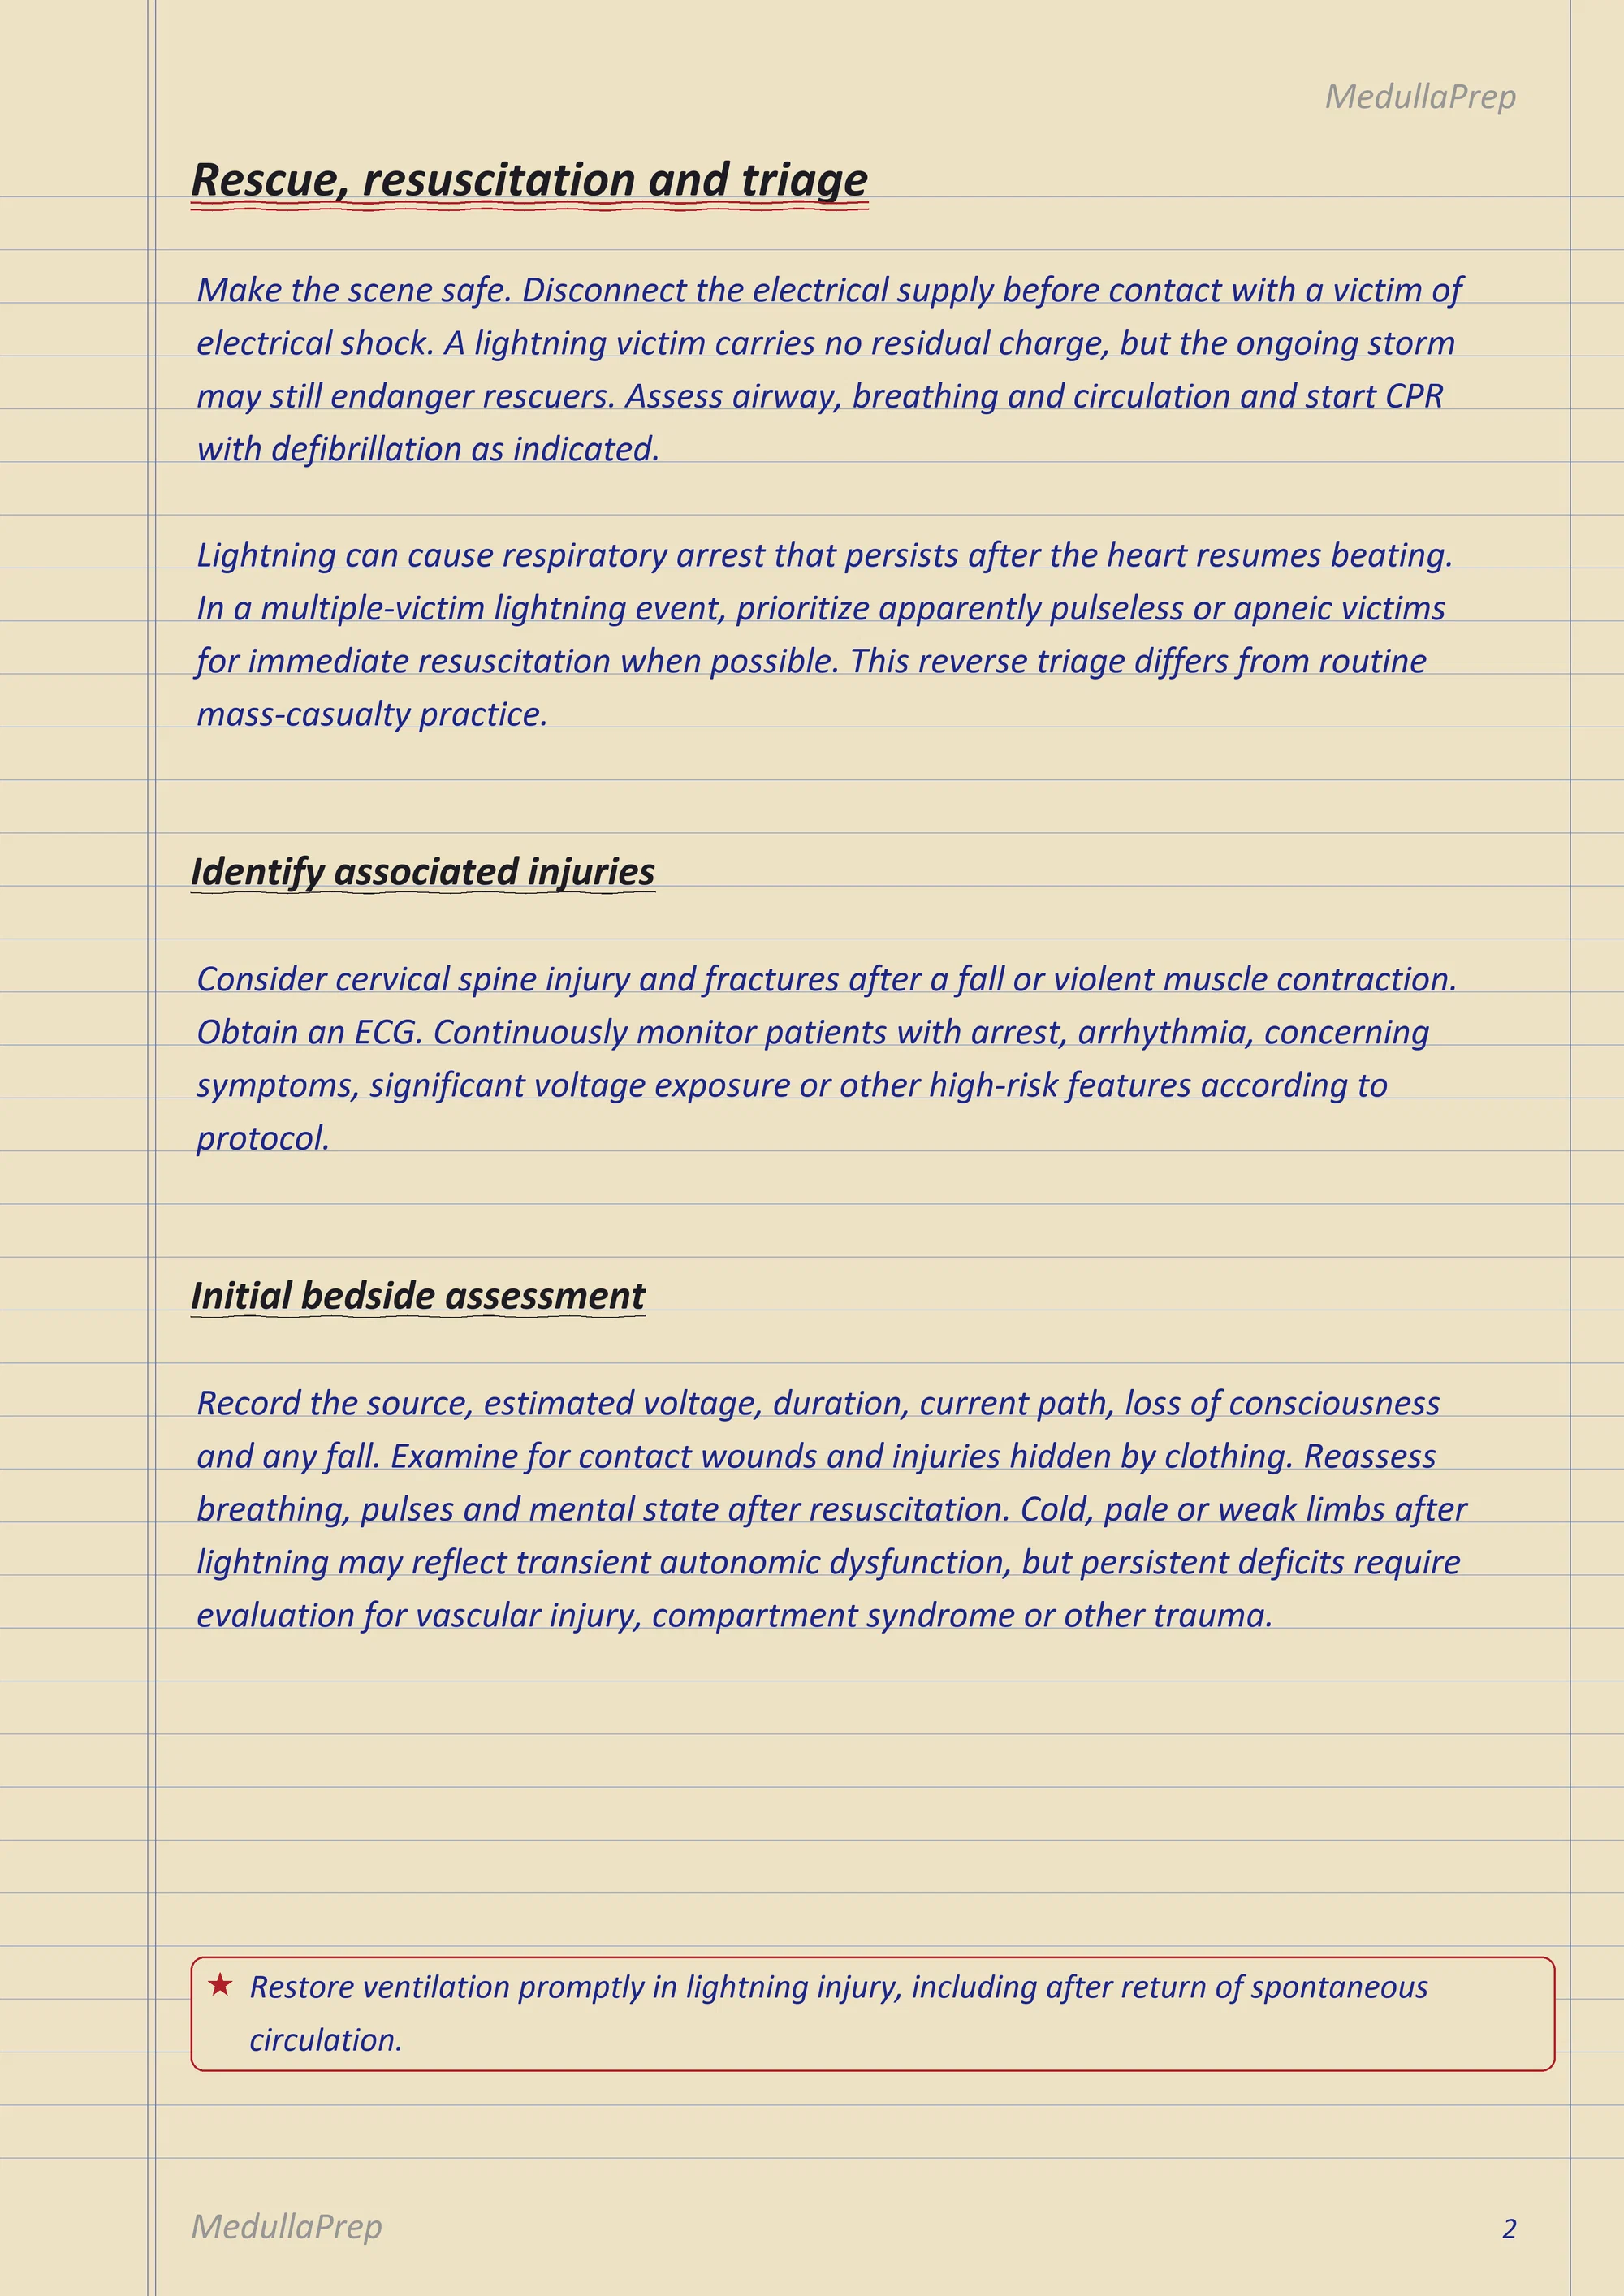 MedullaPrep
Rescue, resuscitation and triage
Make the scene safe. Disconnect the electrical supply before contact with a victim of
electrical shock. A lightning victim carries no residual charge, but the ongoing storm
may still endanger rescuers. Assess airway, breathing and circulation and start CPR
with defibrillation as indicated.
Lightning can cause respiratory arrest that persists after the heart resumes beating.
In a multiple-victim lightning event, prioritize apparently pulseless or apneic victims
for immediate resuscitation when possible. This reverse triage differs from routine
mass-casualty practice.
Identify associated injuries
Consider cervical spine injury and fractures after a fall or violent muscle contraction.
Obtain an ECG. Continuously monitor patients with arrest, arrhythmia, concerning
symptoms, significant voltage exposure or other high-risk features according to
protocol.
Initial bedside assessment
Record the source, estimated voltage, duration, current path, loss of consciousness
and any fall. Examine for contact wounds and injuries hidden by clothing. Reassess
breathing, pulses and mental state after resuscitation. Cold, pale or weak limbs after
lightning may reflect transient autonomic dysfunction, but persistent deficits require
evaluation for vascular injury, compartment syndrome or other trauma.
★ Restore ventilation promptly in lightning injury, including after return of spontaneous
circulation.
MedullaPrep
2